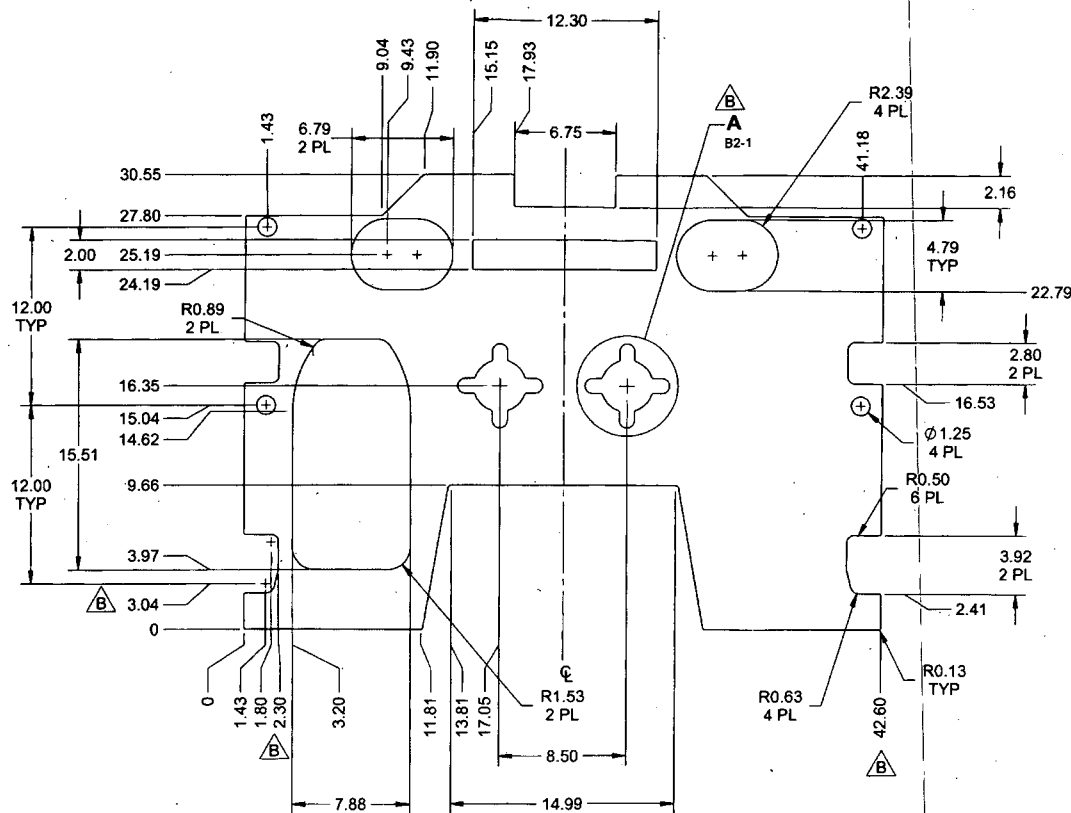 12.30
9.04
9.43
11.90
15.15
17.93
B
A
B2-1
R2.39
4 PL
6.79
2 PL
1.43
6.75
41.18
30.55
2.16
27.80
2.00
25.19
24.19
4.79
TYP
22.79
12.00
TYP
R0.89
2 PL
2.80
2 PL
16.35
16.53
15.04
14.62
Ø1.25
4 PL
15.51
12.00
TYP
9.66
R0.50
6 PL
3.97
3.92
2 PL
B
3.04
2.41
0
℄
R0.13
TYP
0
1.43
1.80
2.30
3.20
11.81
13.81
17.05
R1.53
2 PL
R0.63
4 PL
42.60
B
B
8.50
7.88
14.99